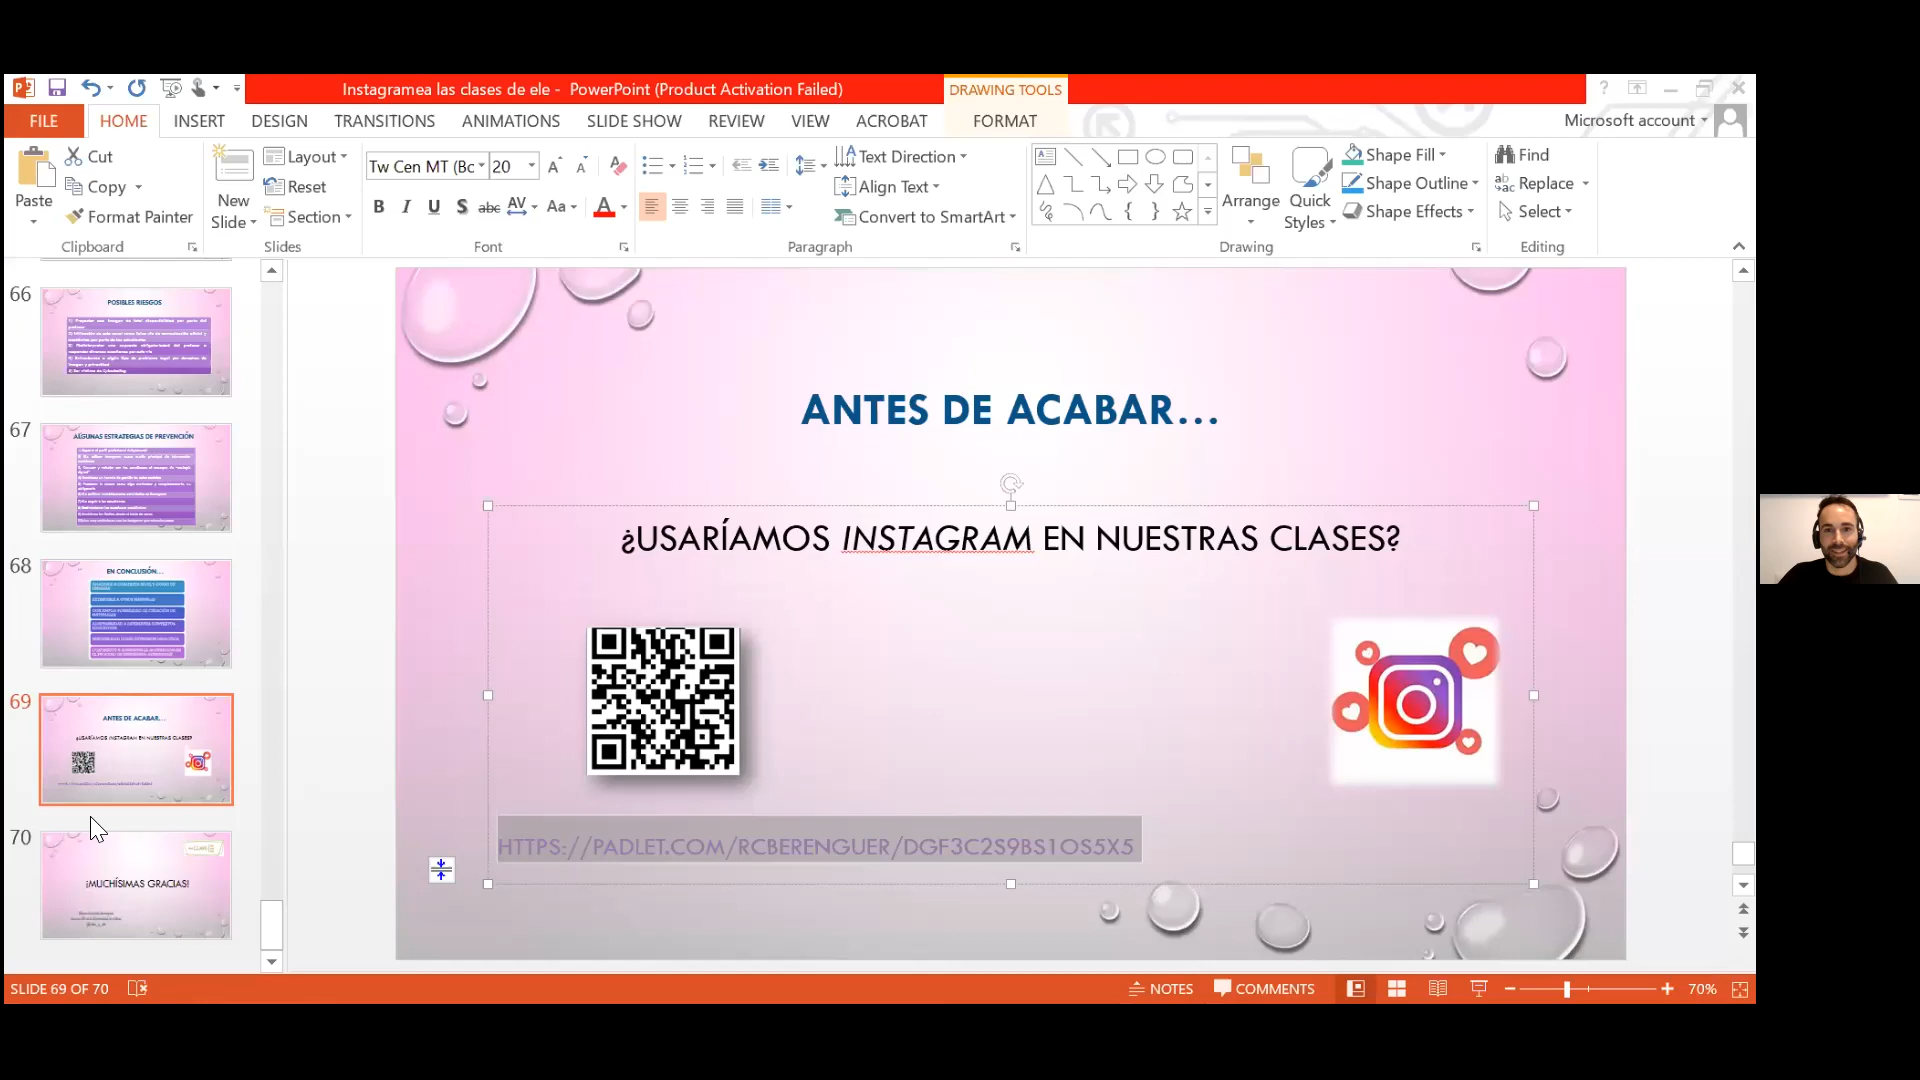 Instagramea las clases de ele - PowerPoint (Product Activation Failed)
DRAWING TOOLS
FILE HOME INSERT DESIGN TRANSITIONS ANIMATIONS SLIDE SHOW REVIEW VIEW ACROBAT FORMAT
Microsoft account
Paste
Cut
Copy
Format Painter
Clipboard
New Slide
Layout
Reset
Section
Slides
Tw Cen MT (Bc 20
Font
Text Direction
Align Text
Convert to SmartArt
Paragraph
Arrange
Quick Styles
Shape Fill
Shape Outline
Shape Effects
Drawing
Find
Replace
Select
Editing
66
POSIBLES RIESGOS
67
ALGUNAS ESTRATEGIAS DE PREVENCIÓN
68
EN CONCLUSIÓN...
69
ANTES DE ACABAR...
¿USARÍAMOS INSTAGRAM EN NUESTRAS CLASES?
70
¡MUCHÍSIMAS GRACIAS!
ANTES DE ACABAR...
¿USARÍAMOS INSTAGRAM EN NUESTRAS CLASES?
HTTPS://PADLET.COM/RCBERENGUER/DGF3C2S9BS1OS5X5
SLIDE 69 OF 70
NOTES
COMMENTS
70%